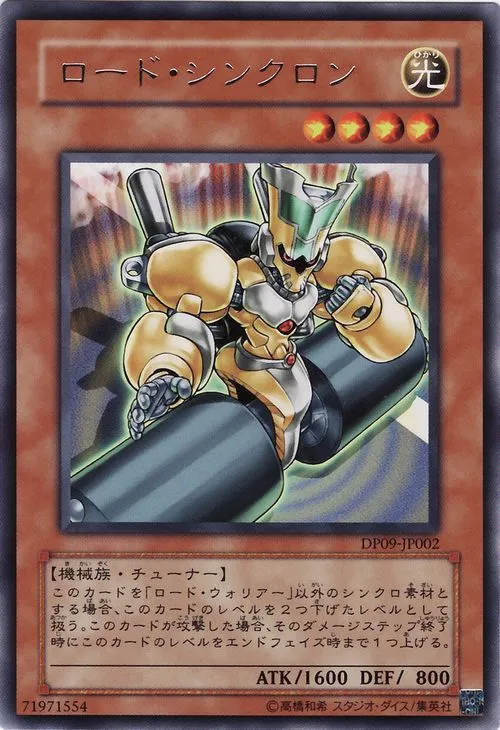 ロード・シンクロン
光
DP09-JP002
【機械族・チューナー】
このカードを「ロード・ウォリアー」以外のシンクロ素材と
する場合、このカードのレベルを２つ下げたレベルとして
扱う。このカードが攻撃した場合、そのダメージステップ終了
時にこのカードのレベルをエンドフェイズ時まで１つ上げる。
ATK/1600 DEF/ 800
71971554
©高橋和希 スタジオ・ダイス/集英社